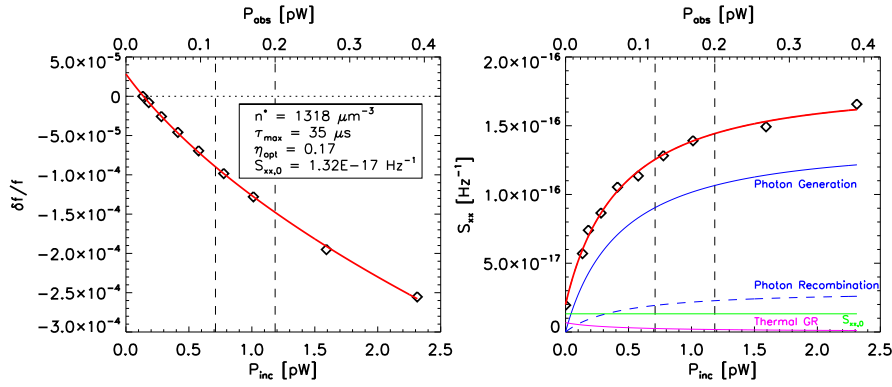 P_abs [pW]
0.0 0.1 0.2 0.3 0.4
5.0×10⁻⁵
0
−5.0×10⁻⁵
−1.0×10⁻⁴
−1.5×10⁻⁴
−2.0×10⁻⁴
−2.5×10⁻⁴
−3.0×10⁻⁴
δf/f
n* = 1318 μm⁻³
τ_max = 35 μs
η_opt = 0.17
S_xx,0 = 1.32E−17 Hz⁻¹
0.0 0.5 1.0 1.5 2.0 2.5
P_inc [pW]
P_abs [pW]
0.0 0.1 0.2 0.3 0.4
2.0×10⁻¹⁶
1.5×10⁻¹⁶
1.0×10⁻¹⁶
5.0×10⁻¹⁷
0
S_xx [Hz⁻¹]
Photon Generation
Photon Recombination
Thermal GR
S_xx,0
0.0 0.5 1.0 1.5 2.0 2.5
P_inc [pW]